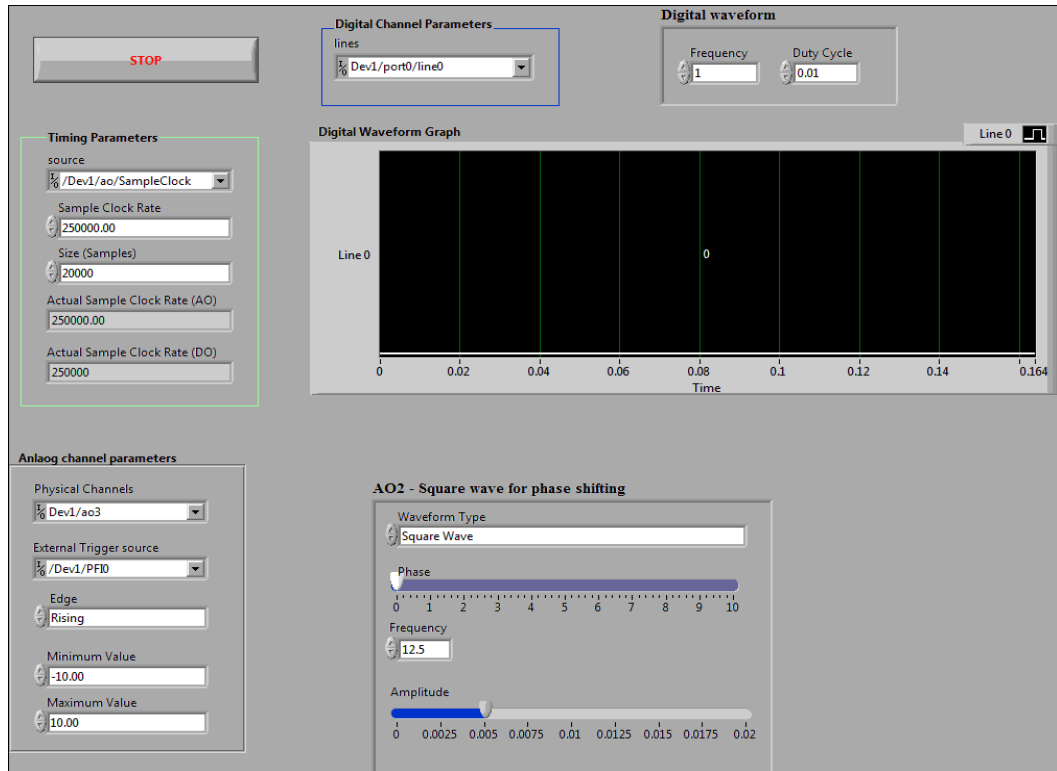 STOP
Digital Channel Parameters
lines
Dev1/port0/line0
Digital waveform
Frequency Duty Cycle
1 0.01
Timing Parameters
source
/Dev1/ao/SampleClock
Sample Clock Rate
250000.00
Size (Samples)
20000
Actual Sample Clock Rate (AO)
250000.00
Actual Sample Clock Rate (DO)
250000
Digital Waveform Graph
Line 0
Line 0
0
0 0.02 0.04 0.06 0.08 0.1 0.12 0.14 0.164
Time
Anlaog channel parameters
Physical Channels
Dev1/ao3
External Trigger source
/Dev1/PFI0
Edge
Rising
Minimum Value
-10.00
Maximum Value
10.00
AO2 - Square wave for phase shifting
Waveform Type
Square Wave
Phase
0 1 2 3 4 5 6 7 8 9 10
Frequency
12.5
Amplitude
0 0.0025 0.005 0.0075 0.01 0.0125 0.015 0.0175 0.02